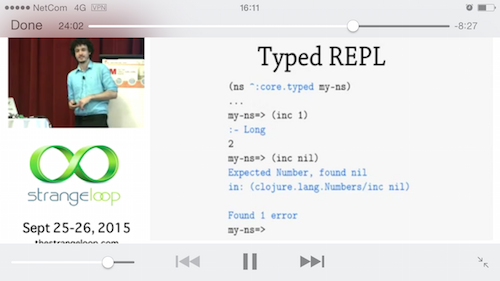 NetCom 4G VPN
16:11
Done 24:02 -8:27
Typed REPL
(ns ^:core.typed my-ns)
...
my-ns=> (inc 1)
:- Long
2
my-ns=> (inc nil)
Expected Number, found nil
in: (clojure.lang.Numbers/inc nil)
Found 1 error
my-ns=>
strangeloop
Sept 25-26, 2015
thestrangeloop.com